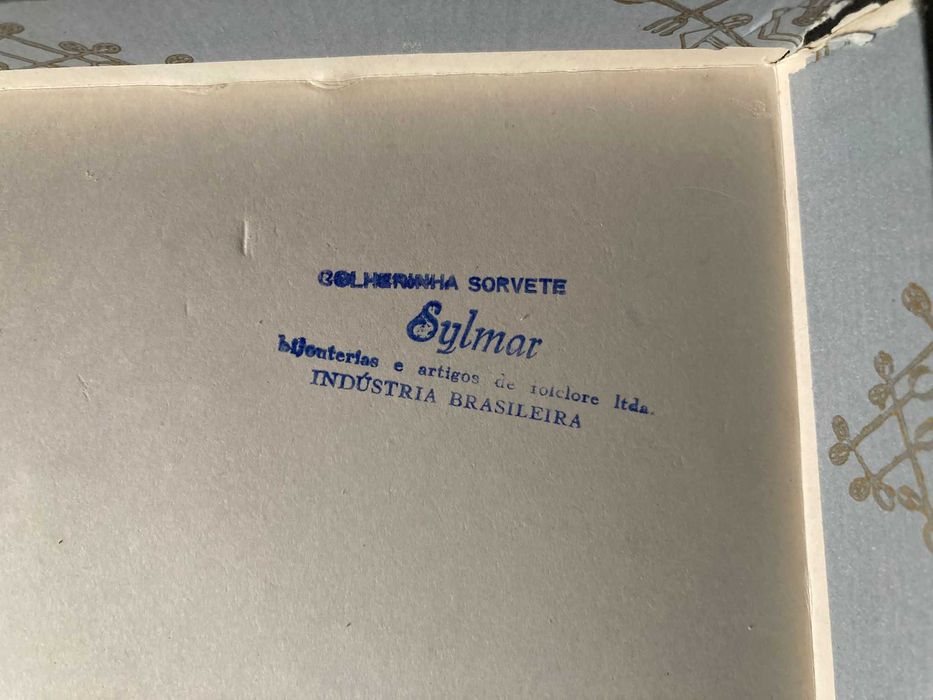 COLHERINHA SORVETE
Sylmar
bijouterias e artigos de folclore ltda.
INDÚSTRIA BRASILEIRA